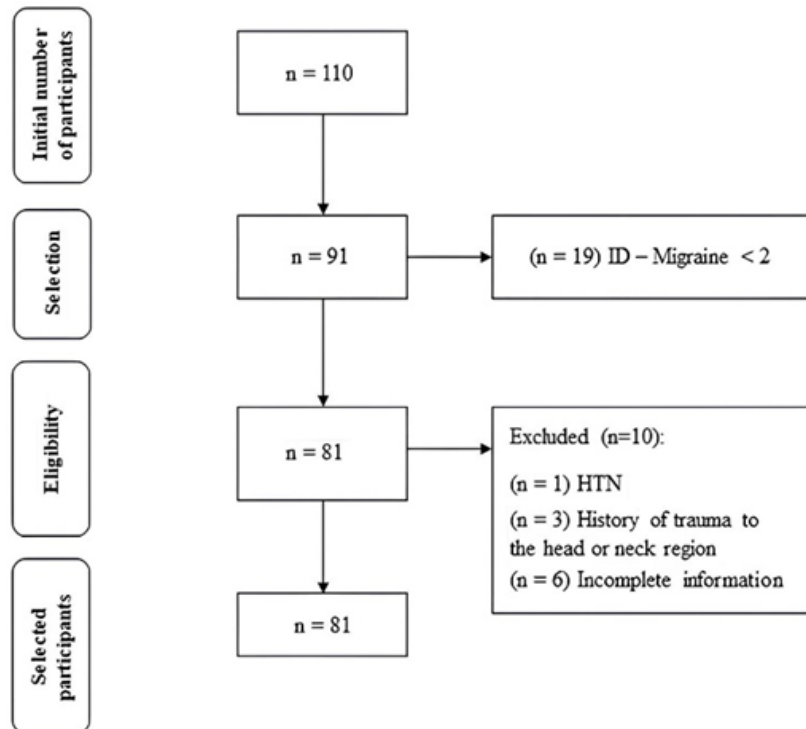 Initial number
of participants
n = 110
Selection
n = 91
(n = 19) ID – Migraine < 2
Eligibility
n = 81
Excluded (n=10):
(n = 1) HTN
(n = 3) History of trauma to
the head or neck region
(n = 6) Incomplete information
Selected
participants
n = 81